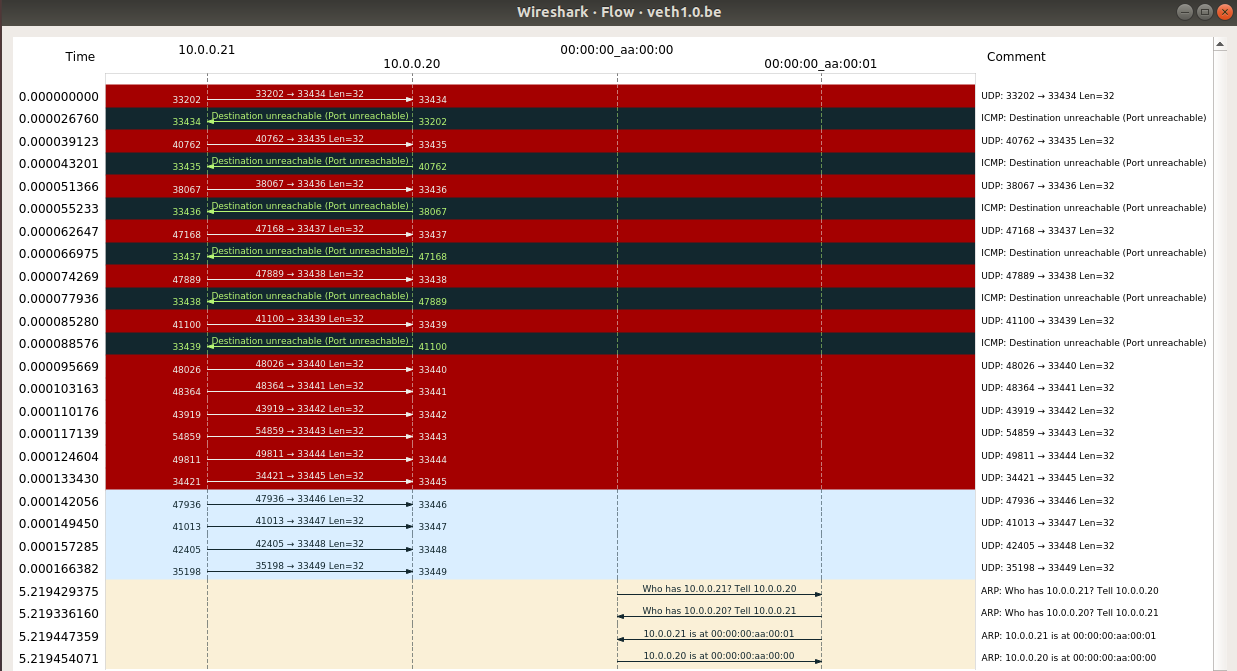 Wireshark · Flow · veth1.0.be
Time 10.0.0.21 10.0.0.20 00:00:00_aa:00:00 00:00:00_aa:00:01 Comment
0.000000000 33202 33202 → 33434 Len=32 33434 UDP: 33202 → 33434 Len=32
0.000026760 33434 Destination unreachable (Port unreachable) 33202 ICMP: Destination unreachable (Port unreachable)
0.000039123 40762 40762 → 33435 Len=32 33435 UDP: 40762 → 33435 Len=32
0.000043201 33435 Destination unreachable (Port unreachable) 40762 ICMP: Destination unreachable (Port unreachable)
0.000051366 38067 38067 → 33436 Len=32 33436 UDP: 38067 → 33436 Len=32
0.000055233 33436 Destination unreachable (Port unreachable) 38067 ICMP: Destination unreachable (Port unreachable)
0.000062647 47168 47168 → 33437 Len=32 33437 UDP: 47168 → 33437 Len=32
0.000066975 33437 Destination unreachable (Port unreachable) 47168 ICMP: Destination unreachable (Port unreachable)
0.000074269 47889 47889 → 33438 Len=32 33438 UDP: 47889 → 33438 Len=32
0.000077936 33438 Destination unreachable (Port unreachable) 47889 ICMP: Destination unreachable (Port unreachable)
0.000085280 41100 41100 → 33439 Len=32 33439 UDP: 41100 → 33439 Len=32
0.000088576 33439 Destination unreachable (Port unreachable) 41100 ICMP: Destination unreachable (Port unreachable)
0.000095669 48026 48026 → 33440 Len=32 33440 UDP: 48026 → 33440 Len=32
0.000103163 48364 48364 → 33441 Len=32 33441 UDP: 48364 → 33441 Len=32
0.000110176 43919 43919 → 33442 Len=32 33442 UDP: 43919 → 33442 Len=32
0.000117139 54859 54859 → 33443 Len=32 33443 UDP: 54859 → 33443 Len=32
0.000124604 49811 49811 → 33444 Len=32 33444 UDP: 49811 → 33444 Len=32
0.000133430 34421 34421 → 33445 Len=32 33445 UDP: 34421 → 33445 Len=32
0.000142056 47936 47936 → 33446 Len=32 33446 UDP: 47936 → 33446 Len=32
0.000149450 41013 41013 → 33447 Len=32 33447 UDP: 41013 → 33447 Len=32
0.000157285 42405 42405 → 33448 Len=32 33448 UDP: 42405 → 33448 Len=32
0.000166382 35198 35198 → 33449 Len=32 33449 UDP: 35198 → 33449 Len=32
5.219429375 Who has 10.0.0.21? Tell 10.0.0.20 ARP: Who has 10.0.0.21? Tell 10.0.0.20
5.219336160 Who has 10.0.0.20? Tell 10.0.0.21 ARP: Who has 10.0.0.20? Tell 10.0.0.21
5.219447359 10.0.0.21 is at 00:00:00:aa:00:01 ARP: 10.0.0.21 is at 00:00:00:aa:00:01
5.219454071 10.0.0.20 is at 00:00:00:aa:00:00 ARP: 10.0.0.20 is at 00:00:00:aa:00:00